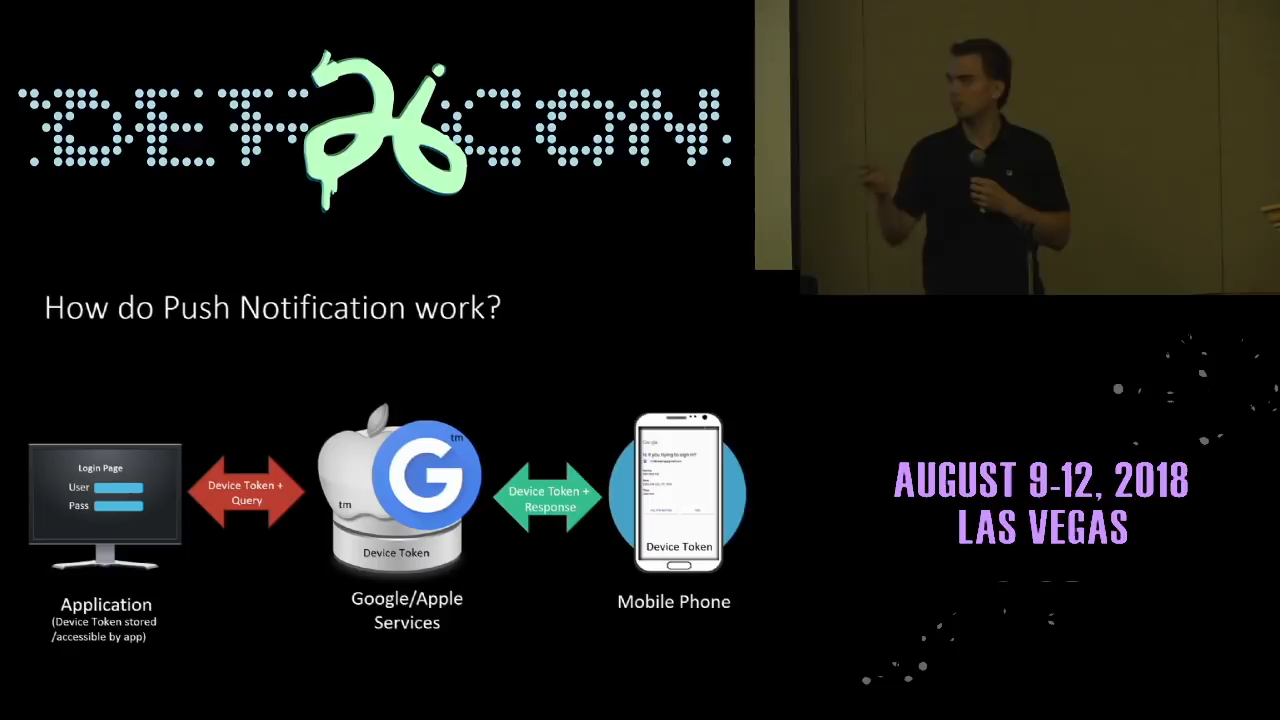 DEF CON
26
How do Push Notification work?
Login Page
User
Pass
Device Token +
Query
tm
tm
Device Token
Device Token +
Response
Google
Device Token
Application
(Device Token stored
/accessible by app)
Google/Apple
Services
Mobile Phone
AUGUST 9-12, 2018
LAS VEGAS